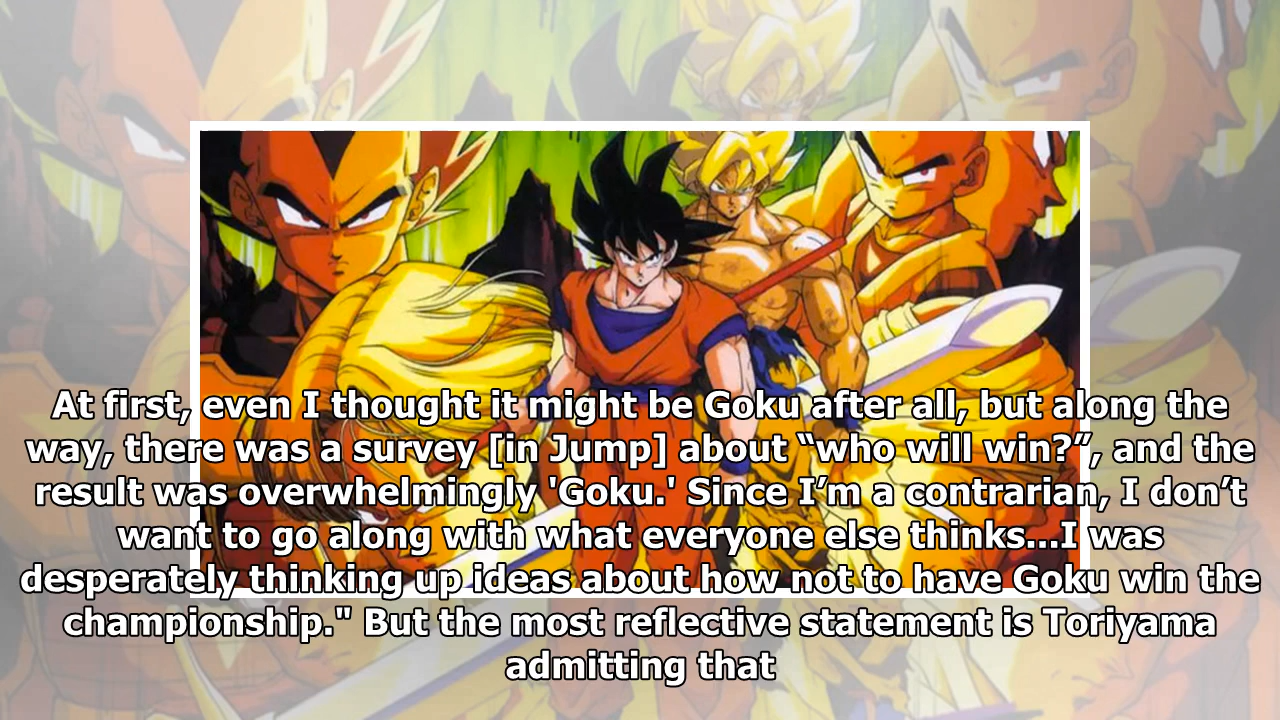 At first, even I thought it might be Goku after all, but along the
way, there was a survey [in Jump] about “who will win?”, and the
result was overwhelmingly 'Goku.' Since I’m a contrarian, I don’t
want to go along with what everyone else thinks...I was
desperately thinking up ideas about how not to have Goku win the
championship." But the most reflective statement is Toriyama
admitting that